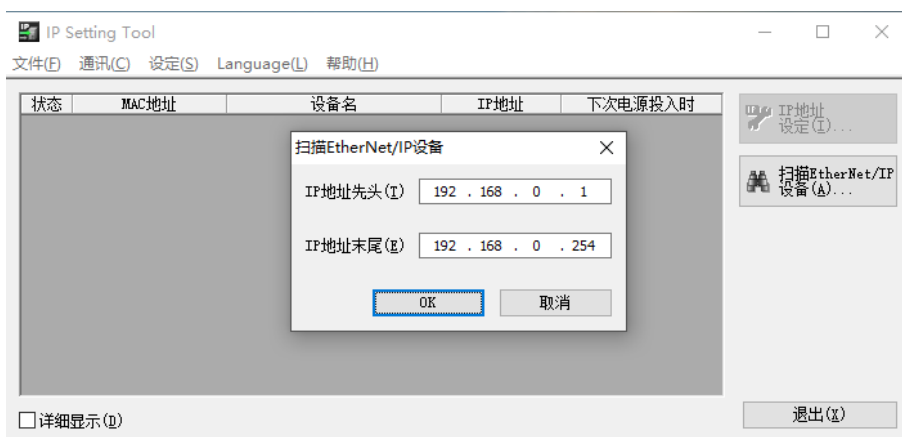 IP Setting Tool
文件(F) 通讯(C) 设定(S) Language(L) 帮助(H)
状态 MAC地址 设备名 IP地址 下次电源投入时
IP地址
设定(I)...
扫描EtherNet/IP
设备(A)...
扫描EtherNet/IP设备
IP地址先头(T) 192 . 168 . 0 . 1
IP地址末尾(E) 192 . 168 . 0 . 254
OK 取消
详细显示(D)
退出(X)